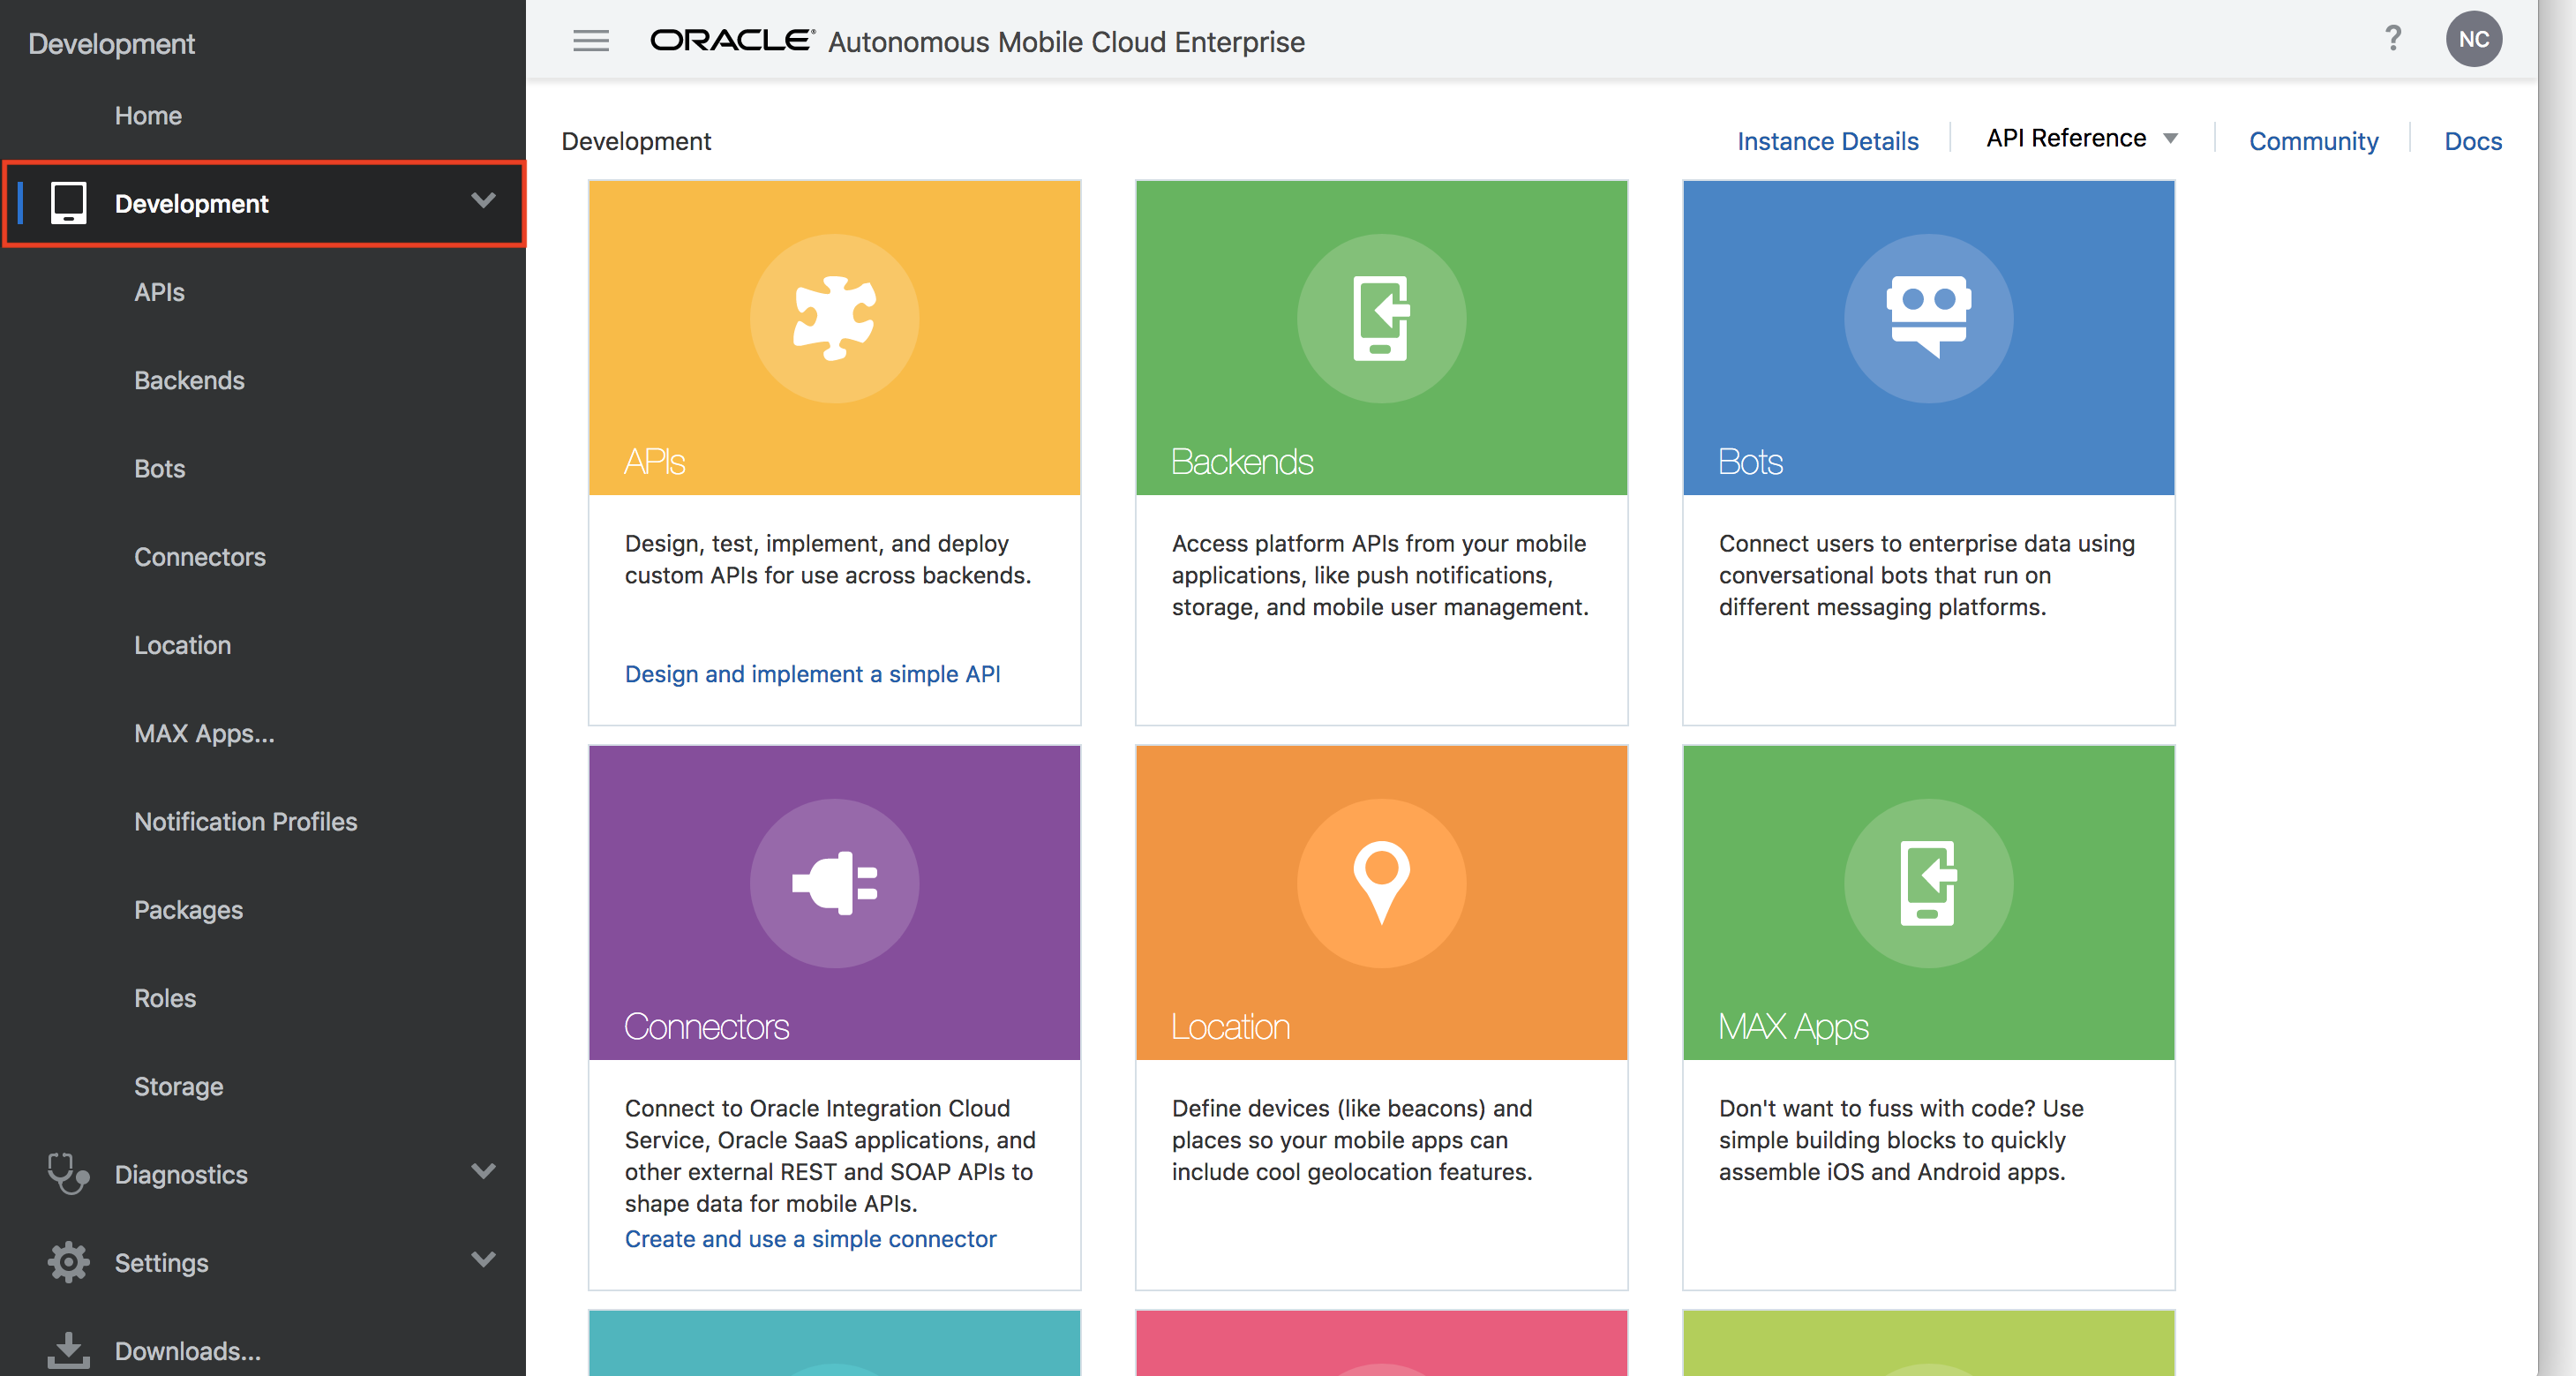 Development
Home
Development
APIs
Backends
Bots
Connectors
Location
MAX Apps...
Notification Profiles
Packages
Roles
Storage
Diagnostics
Settings
Downloads...
ORACLE® Autonomous Mobile Cloud Enterprise
? NC
Development
Instance Details API Reference Community Docs
APIs
Design, test, implement, and deploy
custom APIs for use across backends.
Design and implement a simple API
Backends
Access platform APIs from your mobile
applications, like push notifications,
storage, and mobile user management.
Bots
Connect users to enterprise data using
conversational bots that run on
different messaging platforms.
Connectors
Connect to Oracle Integration Cloud
Service, Oracle SaaS applications, and
other external REST and SOAP APIs to
shape data for mobile APIs.
Create and use a simple connector
Location
Define devices (like beacons) and
places so your mobile apps can
include cool geolocation features.
MAX Apps
Don't want to fuss with code? Use
simple building blocks to quickly
assemble iOS and Android apps.